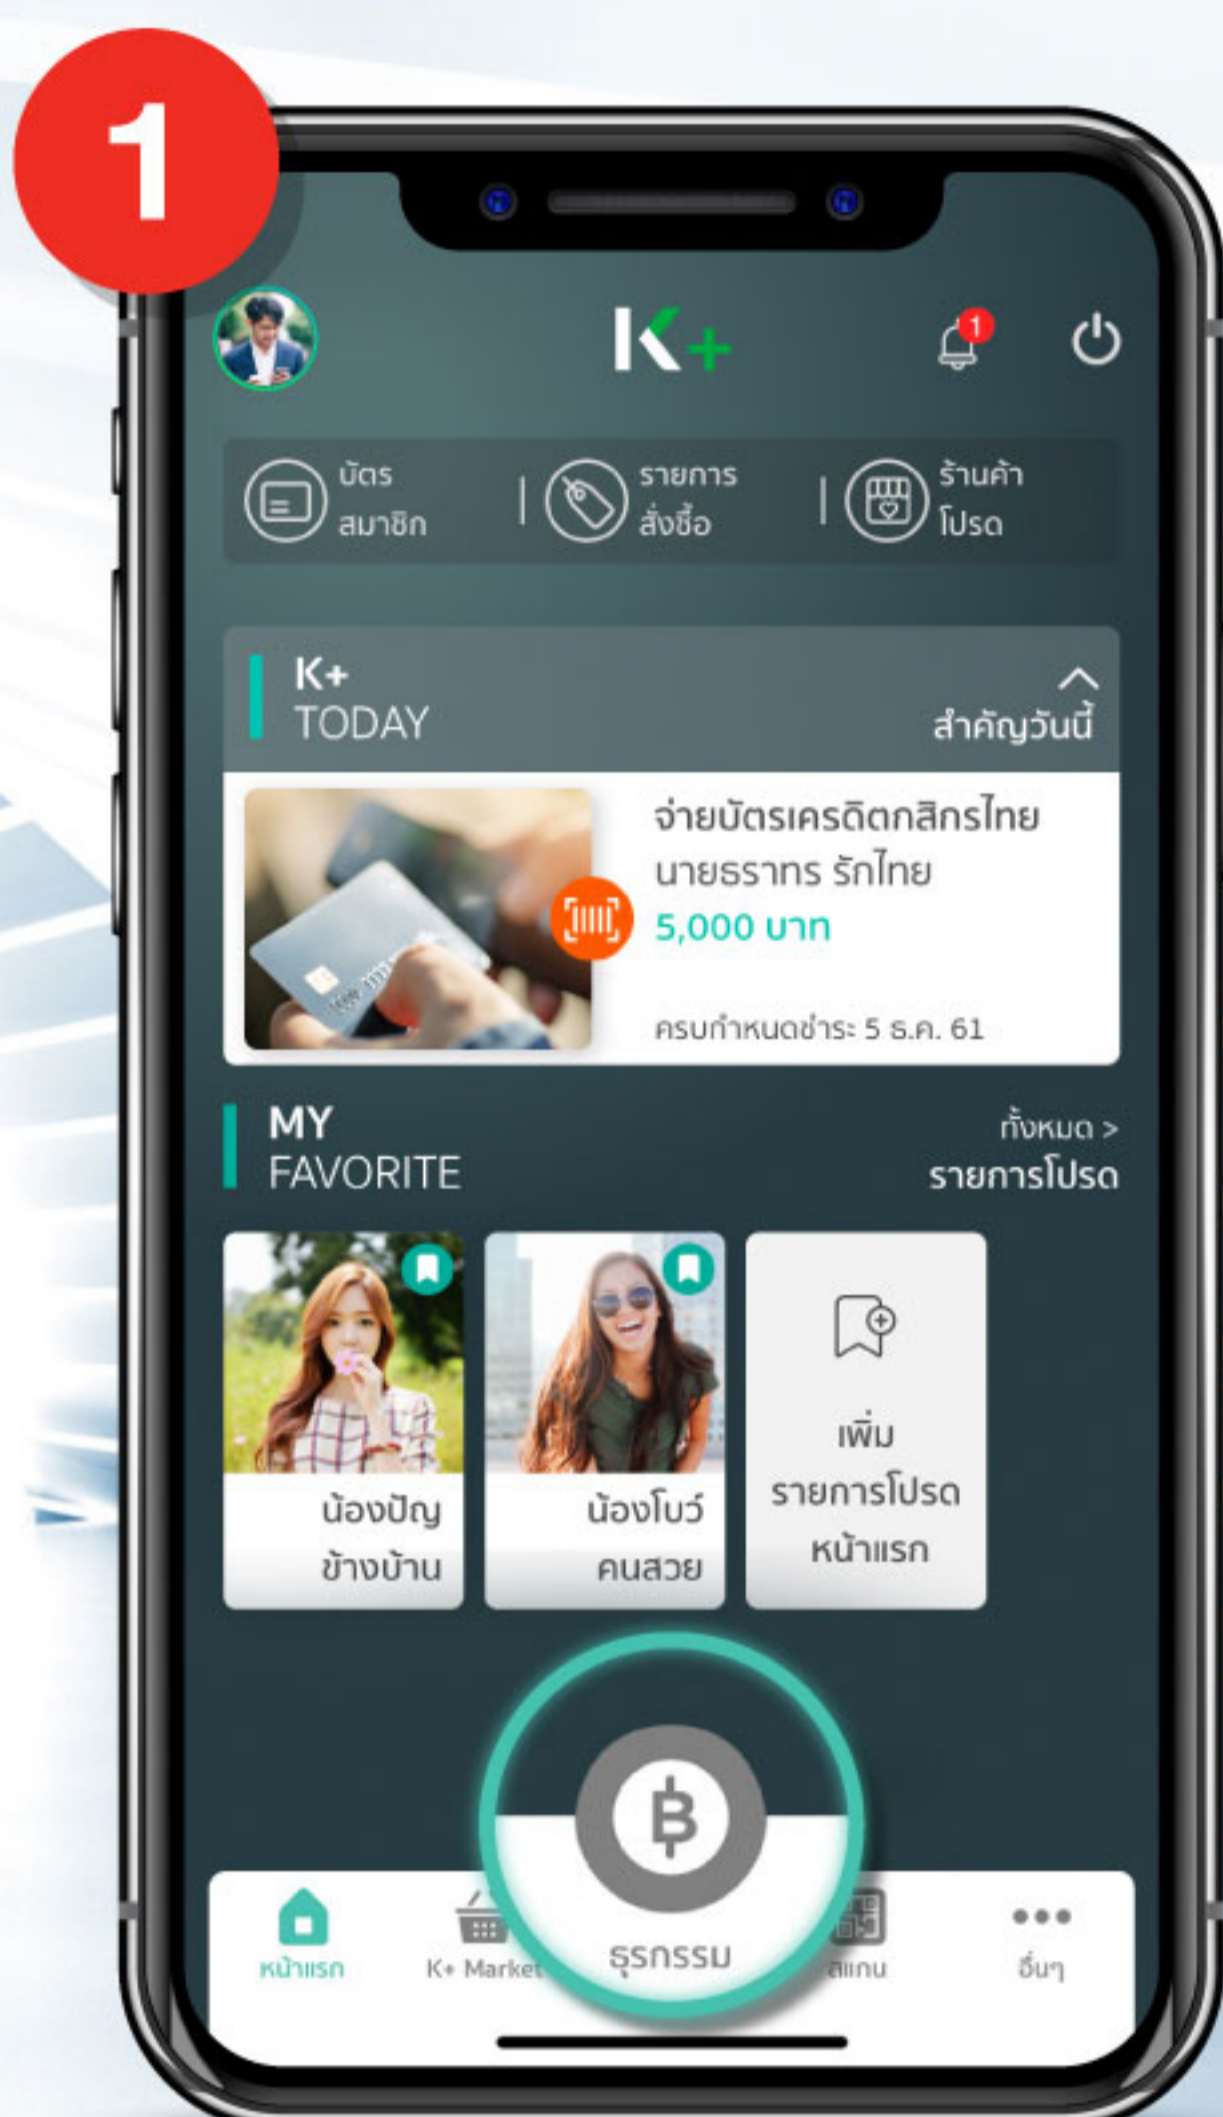 1
K+
1
บัตร
สมาชิก
รายการ
สั่งซื้อ
ร้านค้า
โปรด
K+
TODAY
สำคัญวันนี้
จ่ายบัตรเครดิตกสิกรไทย
นายธราทร รักไทย
5,000 บาท
ครบกำหนดชำระ 5 ธ.ค. 61
MY
FAVORITE
ทั้งหมด >
รายการโปรด
น้องปัญ
ข้างบ้าน
น้องโบว์
คนสวย
เพิ่ม
รายการโปรด
หน้าแรก
฿
หน้าแรก
K+ Market
ธุรกรรม
สแกน
อื่นๆ